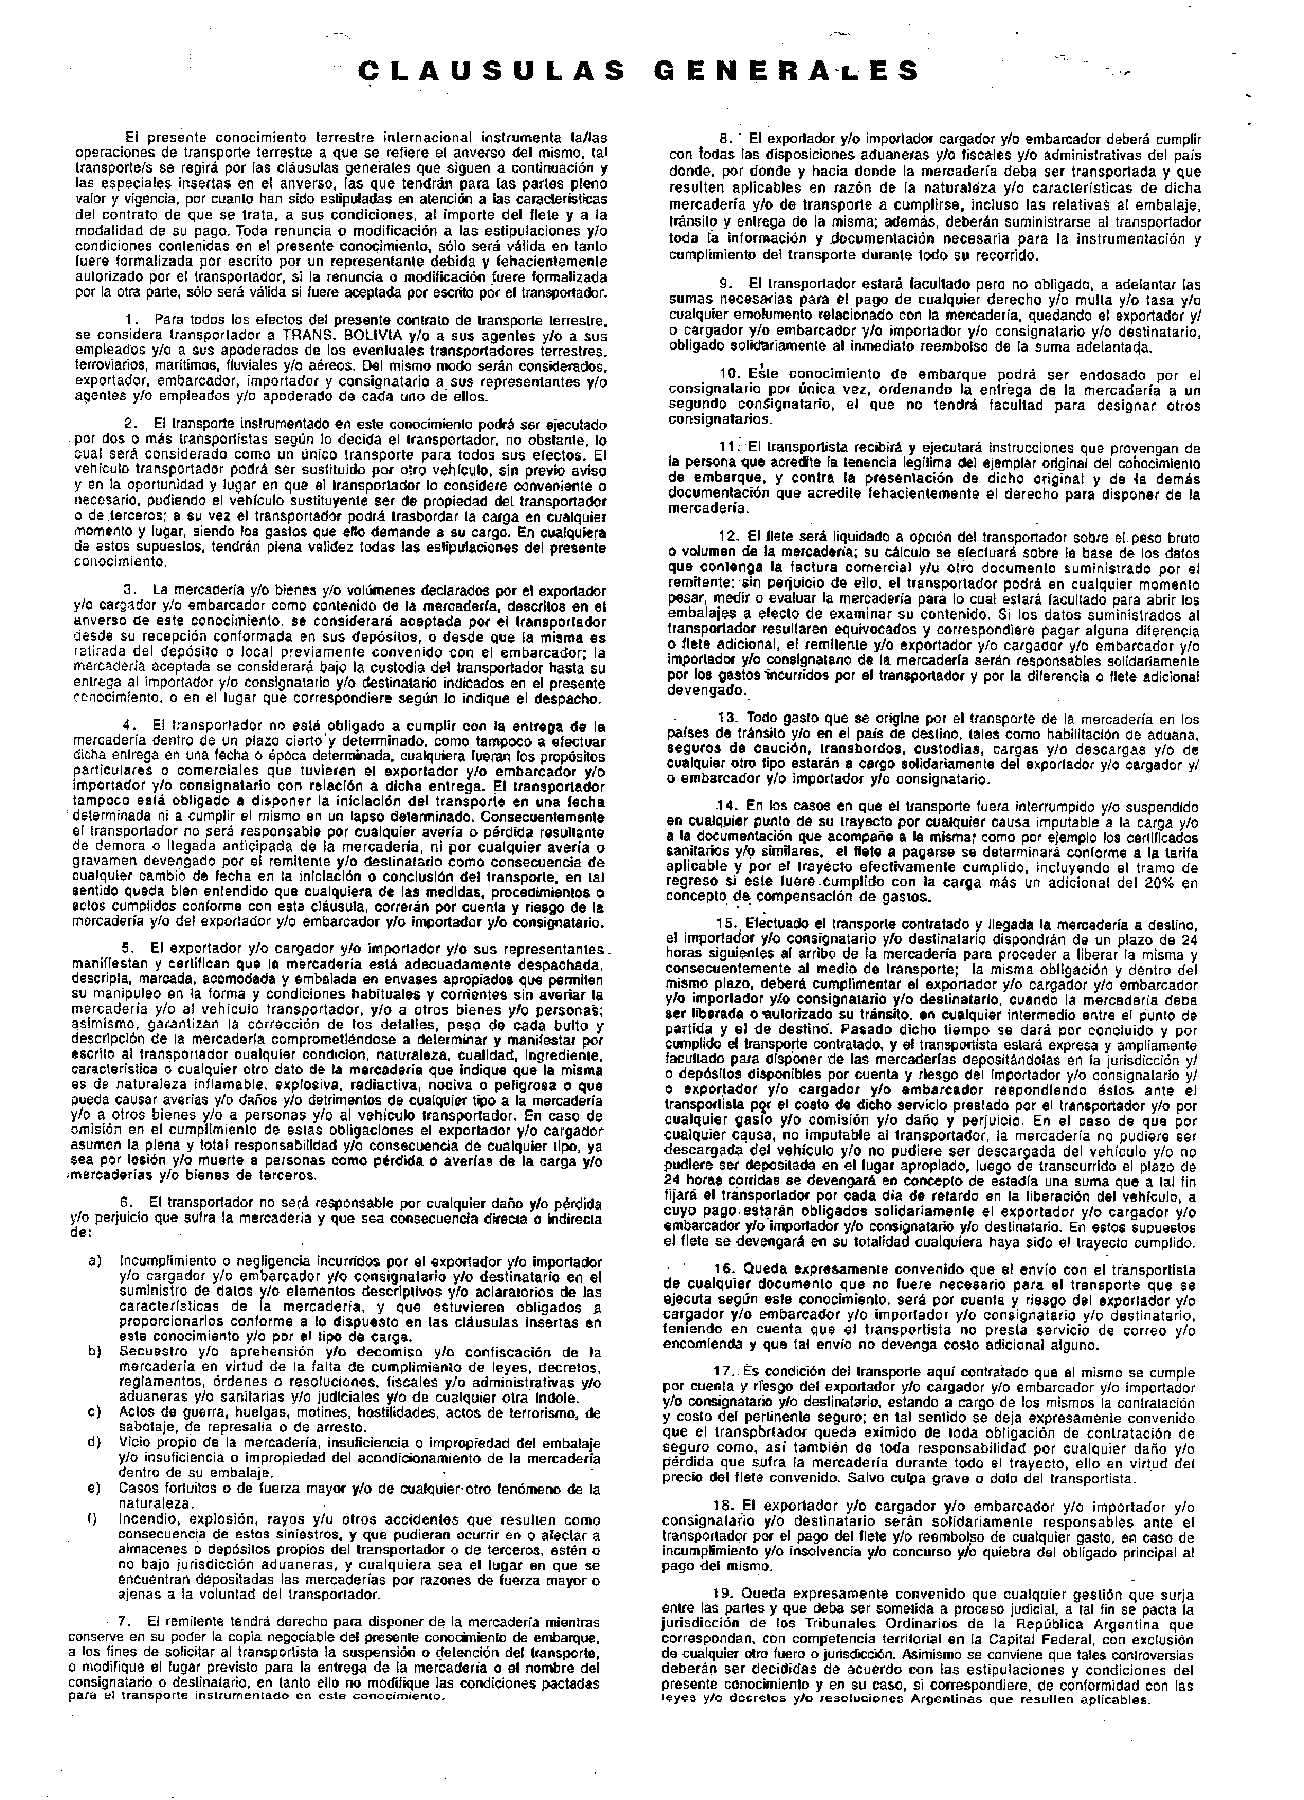 CLAUSULAS GENERALES
El presente conocimiento terrestre internacional instrumenta la/las
operaciones de transporte terrestre a que se refiere el anverso del mismo, tal
transporte/s se regirá por las cláusulas generales que siguen a continuación y
las especiales insertas en el anverso, las que tendrán para las partes pleno
valor y vigencia, por cuanto han sido estipuladas en atención a las características
del contrato de que se trata, a sus condiciones, al importe del flete y a la
modalidad de su pago. Toda renuncia o modificación a las estipulaciones y/o
condiciones contenidas en el presente conocimiento, sólo será válida en tanto
fuere formalizada por escrito por un representante debida y fehacientemente
autorizado por el transportador, si la renuncia o modificación fuere formalizada
por la otra parte, sólo será válida si fuere aceptada por escrito por el transportador.
1. Para todos los efectos del presente contrato de transporte terrestre,
se considera transportador a TRANS. BOLIVIA y/o a sus agentes y/o a sus
empleados y/o a sus apoderados de los eventuales transportadores terrestres,
ferroviarios, marítimos, fluviales y/o aéreos. Del mismo modo serán considerados,
exportador, embarcador, importador y consignatario a sus representantes y/o
agentes y/o empleados y/o apoderado de cada uno de ellos.
2. El transporte instrumentado en este conocimiento podrá ser ejecutado
por dos o más transportistas según lo decida el transportador, no obstante, lo
cual será considerado como un único transporte para todos sus efectos. El
vehículo transportador podrá ser sustituido por otro vehículo, sin previo aviso
y en la oportunidad y lugar en que el transportador lo considere conveniente o
necesario, pudiendo el vehículo sustituyente ser de propiedad del transportador
o de terceros; a su vez el transportador podrá trasbordar la carga en cualquier
momento y lugar, siendo los gastos que ello demande a su cargo. En cualquiera
de estos supuestos, tendrán plena validez todas las estipulaciones del presente
conocimiento.
3. La mercadería y/o bienes y/o volúmenes declarados por el exportador
y/o cargador y/o embarcador como contenido de la mercadería, descritos en el
anverso de este conocimiento, se considerará aceptada por el transportador
desde su recepción conformada en sus depósitos, o desde que la misma es
retirada del depósito o local previamente convenido con el embarcador; la
mercadería aceptada se considerará bajo la custodia del transportador hasta su
entrega al importador y/o consignatario y/o destinatario indicados en el presente
conocimiento, o en el lugar que correspondiere según lo indique el despacho.
4. El transportador no está obligado a cumplir con la entrega de la
mercadería dentro de un plazo cierto y determinado, como tampoco a efectuar
dicha entrega en una fecha o época determinada, cualquiera fueran los propósitos
particulares o comerciales que tuvieren el exportador y/o embarcador y/o
importador y/o consignatario con relación a dicha entrega. El transportador
tampoco está obligado a disponer la iniciación del transporte en una fecha
determinada ni a cumplir el mismo en un lapso determinado. Consecuentemente
el transportador no será responsable por cualquier avería o pérdida resultante
de demora o llegada anticipada de la mercadería, ni por cualquier avería o
gravamen devengado por el remitente y/o destinatario como consecuencia de
cualquier cambio de fecha en la iniciación o conclusión del transporte, en tal
sentido queda bien entendido que cualquiera de las medidas, procedimientos o
actos cumplidos conforme con esta cláusula, correrán por cuenta y riesgo de la
mercadería y/o del exportador y/o embarcador y/o importador y/o consignatario.
5. El exportador y/o cargador y/o importador y/o sus representantes
manifiestan y certifican que la mercadería está adecuadamente despachada,
descripta, marcada, acomodada y embalada en envases apropiados que permiten
su manipuleo en la forma y condiciones habituales y corrientes sin averiar la
mercadería y/o al vehículo transportador, y/o a otros bienes y/o personas;
asimismo, garantizan la corrección de los detalles, peso de cada bulto y
descripción de la mercadería comprometiéndose a determinar y manifestar por
escrito al transportador cualquier condición, naturaleza, cualidad, ingrediente,
característica o cualquier otro dato de la mercadería que indique que la misma
es de naturaleza inflamable, explosiva, radiactiva, nociva o peligrosa o que
pueda causar averías y/o daños y/o detrimentos de cualquier tipo a la mercadería
y/o a otros bienes y/o a personas y/o al vehículo transportador. En caso de
omisión en el cumplimiento de estas obligaciones el exportador y/o cargador
asumen la plena y total responsabilidad y/o consecuencia de cualquier tipo, ya
sea por lesión y/o muerte a personas como pérdida o averías de la carga y/o
mercaderías y/o bienes de terceros.
6. El transportador no será responsable por cualquier daño y/o pérdida
y/o perjuicio que sufra la mercadería y que sea consecuencia directa o indirecta
de:
a) Incumplimiento o negligencia incurridos por el exportador y/o importador
y/o cargador y/o embarcador y/o consignatario y/o destinatario en el
suministro de datos y/o elementos descriptivos y/o aclaratorios de las
características de la mercadería, y que estuvieren obligados a
proporcionarlos conforme a lo dispuesto en las cláusulas insertas en
este conocimiento y/o por el tipo de carga.
b) Secuestro y/o aprehensión y/o decomiso y/o confiscación de la
mercadería en virtud de la falta de cumplimiento de leyes, decretos,
reglamentos, órdenes o resoluciones, fiscales y/o administrativas y/o
aduaneras y/o sanitarias y/o judiciales y/o de cualquier otra índole.
c) Actos de guerra, huelgas, motines, hostilidades, actos de terrorismo, de
sabotaje, de represalia o de arresto.
d) Vicio propio de la mercadería, insuficiencia o impropiedad del embalaje
y/o insuficiencia o impropiedad del acondicionamiento de la mercadería
dentro de su embalaje.
e) Casos fortuitos o de fuerza mayor y/o de cualquier otro fenómeno de la
naturaleza.
f) Incendio, explosión, rayos y/u otros accidentes que resulten como
consecuencia de estos siniestros, y que pudieran ocurrir en o afectar a
almacenes o depósitos propios del transportador o de terceros, estén o
no bajo jurisdicción aduaneras, y cualquiera sea el lugar en que se
encuentran depositadas las mercaderías por razones de fuerza mayor o
ajenas a la voluntad del transportador.
7. El remitente tendrá derecho para disponer de la mercadería mientras
conserve en su poder la copia negociable del presente conocimiento de embarque,
a los fines de solicitar al transportista la suspensión o detención del transporte,
o modifique el lugar previsto para la entrega de la mercadería o el nombre del
consignatario o destinatario, en tanto ello no modifique las condiciones pactadas
para el transporte instrumentado en este conocimiento.
8. El exportador y/o importador cargador y/o embarcador deberá cumplir
con todas las disposiciones aduaneras y/o fiscales y/o administrativas del país
donde, por donde y hacia donde la mercadería deba ser transportada y que
resulten aplicables en razón de la naturaleza y/o características de dicha
mercadería y/o de transporte a cumplirse, incluso las relativas al embalaje,
tránsito y entrega de la misma; además, deberán suministrarse al transportador
toda la información y documentación necesaria para la instrumentación y
cumplimiento del transporte durante todo su recorrido.
9. El transportador estará facultado pero no obligado, a adelantar las
sumas necesarias para el pago de cualquier derecho y/o multa y/o tasa y/o
cualquier emolumento relacionado con la mercadería, quedando el exportador y/
o cargador y/o embarcador y/o importador y/o consignatario y/o destinatario,
obligado solidariamente al inmediato reembolso de la suma adelantada.
10. Este conocimiento de embarque podrá ser endosado por el
consignatario por única vez, ordenando la entrega de la mercadería a un
segundo consignatario, el que no tendrá facultad para designar otros
consignatarios.
11. El transportista recibirá y ejecutará instrucciones que provengan de
la persona que acredite la tenencia legítima del ejemplar original del conocimiento
de embarque, y contra la presentación de dicho original y de la demás
documentación que acredite fehacientemente el derecho para disponer de la
mercadería.
12. El flete será liquidado a opción del transportador sobre el peso bruto
o volumen de la mercadería; su cálculo se efectuará sobre la base de los datos
que contenga la factura comercial y/u otro documento suministrado por el
remitente; sin perjuicio de ello, el transportador podrá en cualquier momento
pesar, medir o evaluar la mercadería para lo cual estará facultado para abrir los
embalajes a efecto de examinar su contenido. Si los datos suministrados al
transportador resultaren equivocados y correspondiere pagar alguna diferencia
o flete adicional, el remitente y/o exportador y/o cargador y/o embarcador y/o
importador y/o consignatario de la mercadería serán responsables solidariamente
por los gastos incurridos por el transportador y por la diferencia o flete adicional
devengado.
13. Todo gasto que se origine por el transporte de la mercadería en los
países de tránsito y/o en el país de destino, tales como habilitación de aduana,
seguros de caución, transbordos, custodias, cargas y/o descargas y/o de
cualquier otro tipo estarán a cargo solidariamente del exportador y/o cargador y/
o embarcador y/o importador y/o consignatario.
14. En los casos en que el transporte fuera interrumpido y/o suspendido
en cualquier punto de su trayecto por cualquier causa imputable a la carga y/o
a la documentación que acompañe a la misma; como por ejemplo los certificados
sanitarios y/o similares, el flete a pagarse se determinará conforme a la tarifa
aplicable y por el trayecto efectivamente cumplido, incluyendo el tramo de
regreso si este fuere cumplido con la carga más un adicional del 20% en
concepto de compensación de gastos.
15. Efectuado el transporte contratado y llegada la mercadería a destino,
el importador y/o consignatario y/o destinatario dispondrán de un plazo de 24
horas siguientes al arribo de la mercadería para proceder a liberar la misma y
consecuentemente al medio de transporte; la misma obligación y dentro del
mismo plazo, deberá cumplimentar el exportador y/o cargador y/o embarcador
y/o importador y/o consignatario y/o destinatario, cuando la mercadería deba
ser liberada o autorizado su tránsito, en cualquier intermedio entre el punto de
partida y el de destino. Pasado dicho tiempo se dará por concluido y por
cumplido el transporte contratado, y el transportista estará expresa y ampliamente
facultado para disponer de las mercaderías depositándolas en la jurisdicción y/
o depósitos disponibles por cuenta y riesgo del importador y/o consignatario y/
o exportador y/o cargador y/o embarcador respondiendo éstos ante el
transportista por el costo de dicho servicio prestado por el transportador y/o por
cualquier gasto y/o comisión y/o daño y perjuicio. En el caso de que por
cualquier causa, no imputable al transportador, la mercadería no pudiere ser
descargada del vehículo y/o no pudiere ser descargada del vehículo y/o no
pudiere ser depositada en el lugar apropiado, luego de transcurrido el plazo de
24 horas corridas se devengará en concepto de estadía una suma que a tal fin
fijará el transportador por cada día de retardo en la liberación del vehículo, a
cuyo pago estarán obligados solidariamente el exportador y/o cargador y/o
embarcador y/o importador y/o consignatario y/o destinatario. En estos supuestos
el flete se devengará en su totalidad cualquiera haya sido el trayecto cumplido.
16. Queda expresamente convenido que el envío con el transportista
de cualquier documento que no fuere necesario para el transporte que se
ejecuta según este conocimiento, será por cuenta y riesgo del exportador y/o
cargador y/o embarcador y/o importador y/o consignatario y/o destinatario,
teniendo en cuenta que el transportista no presta servicio de correo y/o
encomienda y que tal envío no devenga costo adicional alguno.
17. Es condición del transporte aquí contratado que el mismo se cumple
por cuenta y riesgo del exportador y/o cargador y/o embarcador y/o importador
y/o consignatario y/o destinatario, estando a cargo de los mismos la contratación
y costo del pertinente seguro; en tal sentido se deja expresamente convenido
que el transportador queda eximido de toda obligación de contratación de
seguro como, así también de toda responsabilidad por cualquier daño y/o
pérdida que sufra la mercadería durante todo el trayecto, ello en virtud del
precio del flete convenido. Salvo culpa grave o dolo del transportista.
18. El exportador y/o cargador y/o embarcador y/o importador y/o
consignatario y/o destinatario serán solidariamente responsables ante el
transportador por el pago del flete y/o reembolso de cualquier gasto, en caso de
incumplimiento y/o insolvencia y/o concurso y/o quiebra del obligado principal al
pago del mismo.
19. Queda expresamente convenido que cualquier gestión que surja
entre las partes y que deba ser sometida a proceso judicial, a tal fin se pacta la
jurisdicción de los Tribunales Ordinarios de la República Argentina que
correspondan, con competencia territorial en la Capital Federal, con exclusión
de cualquier otro fuero o jurisdicción. Asimismo se conviene que tales controversias
deberán ser decididas de acuerdo con las estipulaciones y condiciones del
presente conocimiento y en su caso, si correspondiere, de conformidad con las
leyes y/o decretos y/o resoluciones Argentinas que resulten aplicables.